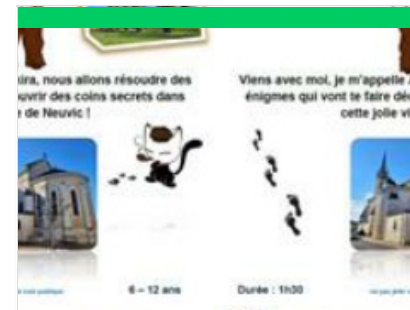 ira, nous allons résoudre des
uvrir des coins secrets dans
e de Neuvic !
Viens avec moi, je m'appelle
énigmes qui vont te faire déc
cette jolie vi
6 – 12 ans
Durée : 1h30